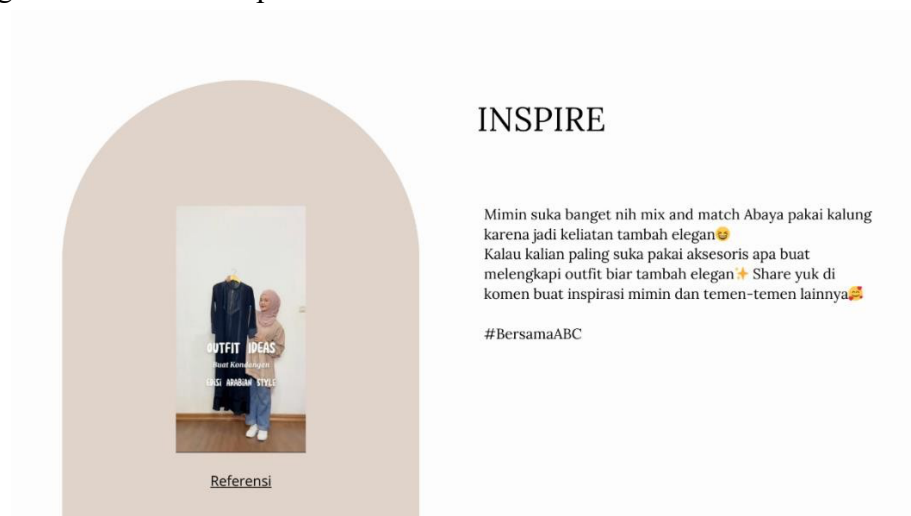 INSPIRE
Mimin suka banget nih mix and match Abaya pakai kalung
karena jadi keliatan tambah elegan😆
Kalau kalian paling suka pakai aksesoris apa buat
melengkapi outfit biar tambah elegan✨ Share yuk di
komen buat inspirasi mimin dan temen-temen lainnya🥰
#BersamaABC
OUTFIT IDEAS
Buat Kondangan
EDISI ARABIAN STYLE
Referensi